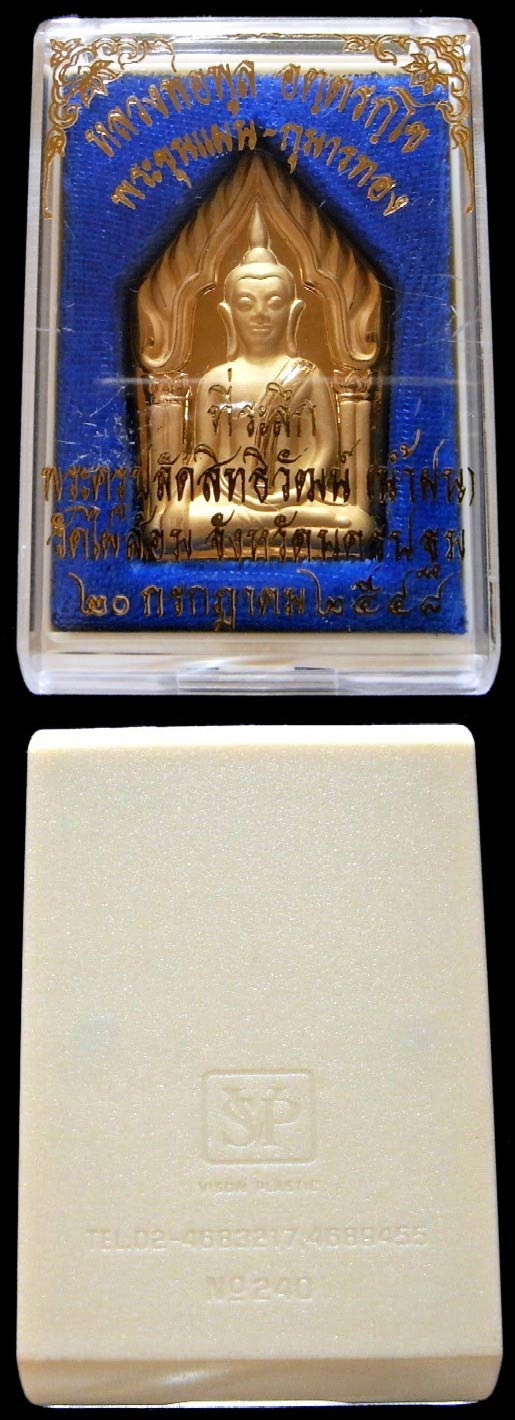 หลวงพ่อพูล อตฺตรกฺโข
พระขุนแผน-กุมารทอง
ที่ระลึก
พระครูปลัดสิทธิวัฒน์ (น้ำฝน)
วัดไผ่ล้อม จังหวัดนครปฐม
๒๐ กรกฎาคม ๒๕๔๘
SVP
PLASTIC
TEL.02-4683217,4689455
No 240